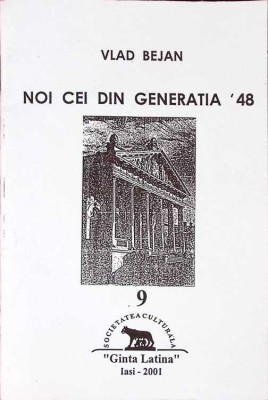 VLAD BEJAN
NOI CEI DIN GENERATIA '48
9
SOCIETATEA CULTURALA
"Ginta Latina"
Iasi - 2001